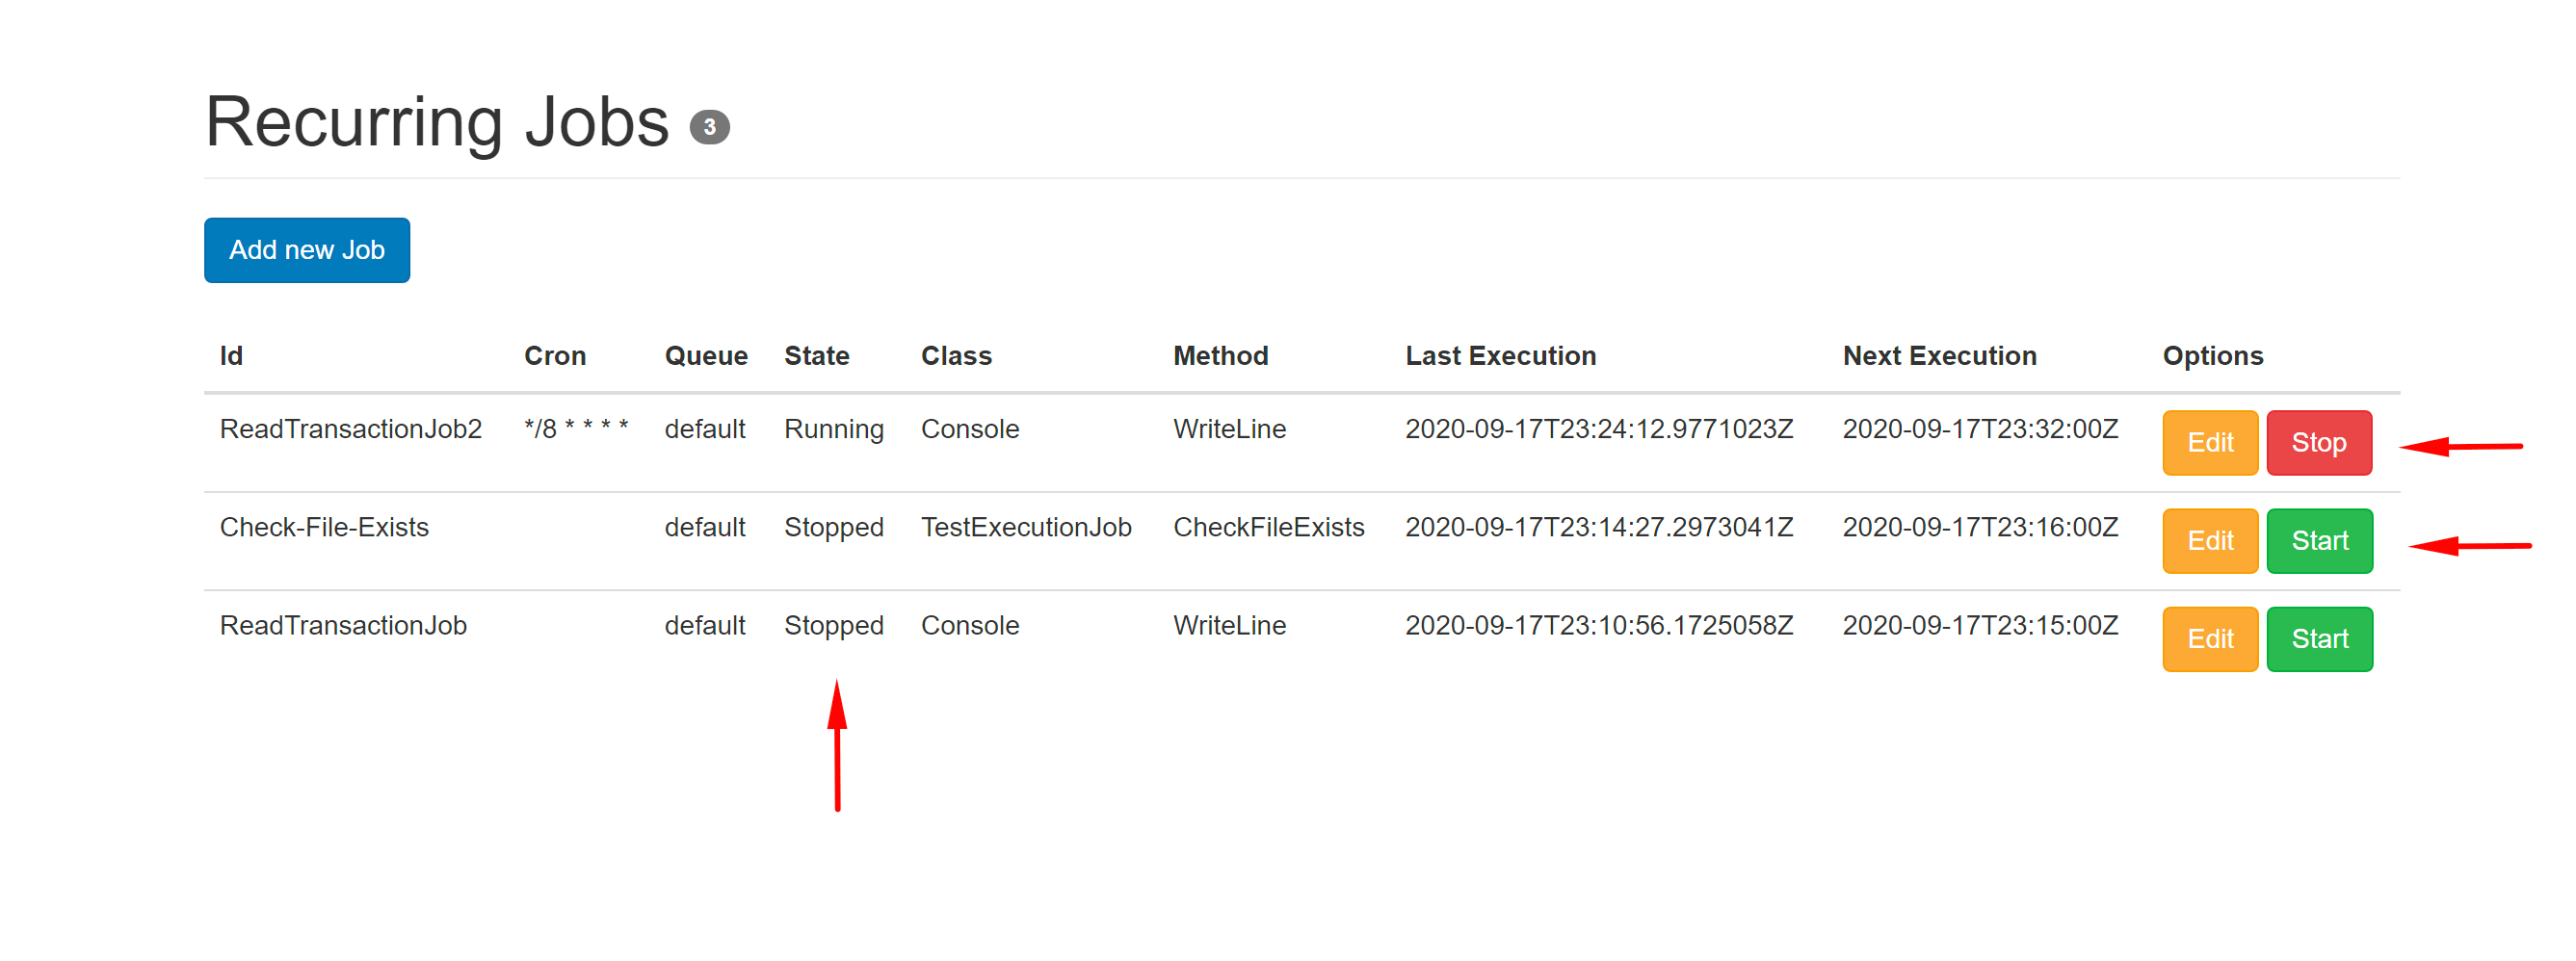 Recurring Jobs 3
Add new Job
Id Cron Queue State Class Method Last Execution Next Execution Options
ReadTransactionJob2 */8 * * * * default Running Console WriteLine 2020-09-17T23:24:12.9771023Z 2020-09-17T23:32:00Z Edit Stop
Check-File-Exists default Stopped TestExecutionJob CheckFileExists 2020-09-17T23:14:27.2973041Z 2020-09-17T23:16:00Z Edit Start
ReadTransactionJob default Stopped Console WriteLine 2020-09-17T23:10:56.1725058Z 2020-09-17T23:15:00Z Edit Start